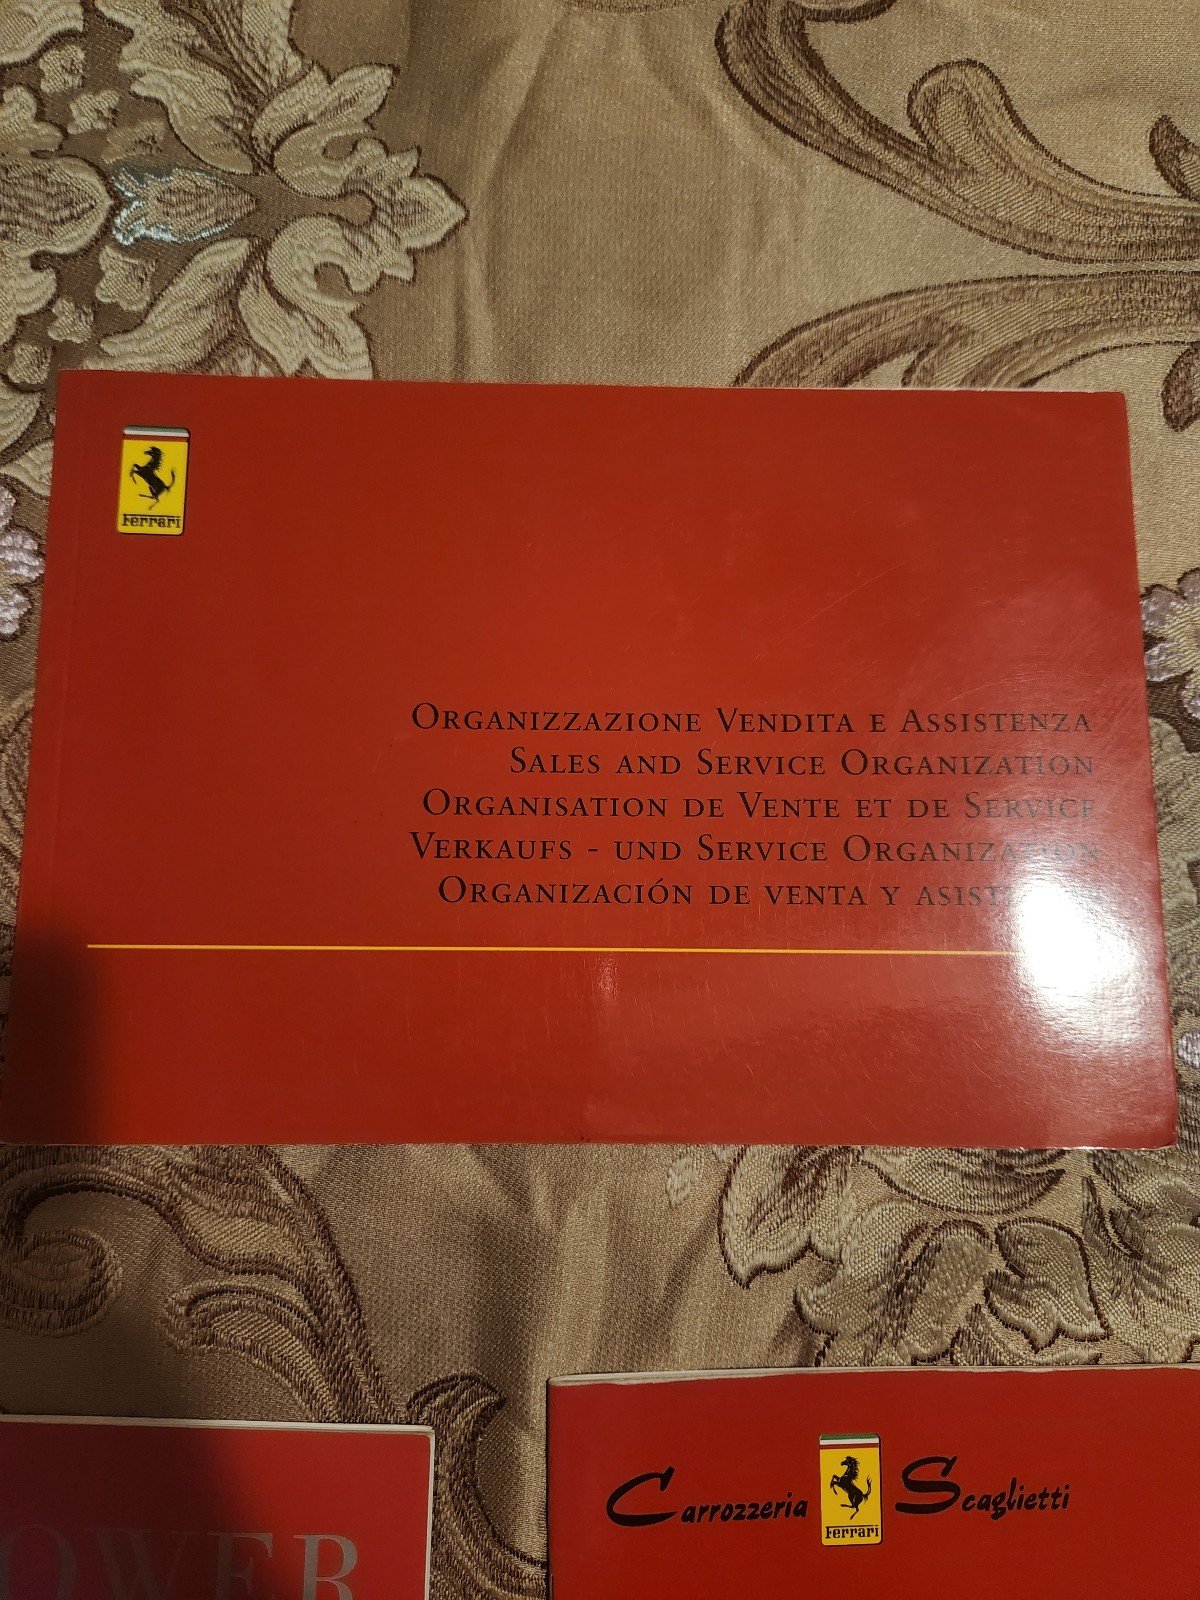 Ferrari
ORGANIZZAZIONE VENDITA E ASSISTENZA
SALES AND SERVICE ORGANIZATION
ORGANISATION DE VENTE ET DE SERVICE
VERKAUFS - UND SERVICE ORGANIZATION
ORGANIZACIÓN DE VENTA Y
Carrozzeria Ferrari Scaglietti
OWER